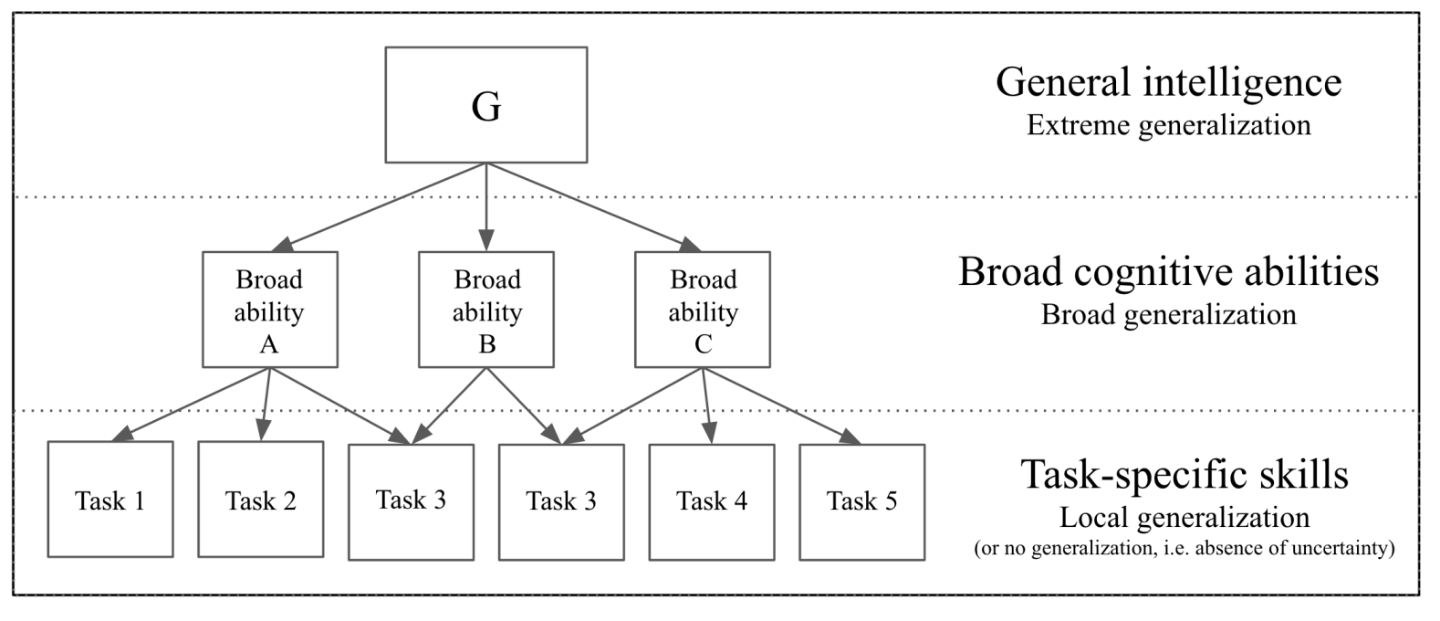 G
General intelligence
Extreme generalization
Broad
ability
A
Broad
ability
B
Broad
ability
C
Broad cognitive abilities
Broad generalization
Task 1
Task 2
Task 3
Task 3
Task 4
Task 5
Task-specific skills
Local generalization
(or no generalization, i.e. absence of uncertainty)